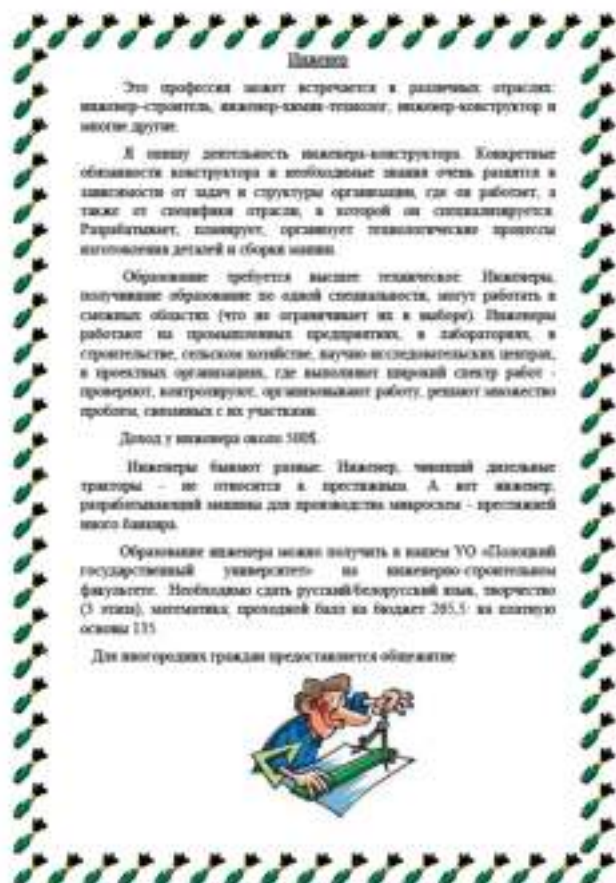 Инженер
Это профессия может встречается в различных отраслях:
инженер-строитель, инженер-химик-технолог, инженер-конструктор и
многие другие.
Я опишу деятельность инженера-конструктора. Конкретные
обязанности конструктора и необходимые знания очень разнятся в
зависимости от задач и структуры организации, где он работает, а
также от специфики отрасли, в которой он специализируется.
Разрабатывает, планирует, организует технологические процессы
изготовления деталей и сборки машин.
Образование требуется высшее техническое. Инженеры,
получившие образование по одной специальности, могут работать в
смежных областях (что не ограничивает их в выборе). Инженеры
работают на промышленных предприятиях, в лабораториях, в
строительстве, сельском хозяйстве, научно-исследовательских центрах,
в проектных организациях, где выполняют широкий спектр работ -
проверяют, контролируют, организовывают работу, решают множество
проблем, связанных с их участками.
Доход у инженера около 500$.
Инженеры бывают разные. Инженер, чинящий дизельные
тракторы - не относится к престижным. А вот инженер,
разрабатывающий машины для производства микросхем - престижней
иного банкира.
Образование инженера можно получить в нашем УО «Полоцкий
государственный университет» на инженерно-строительном
факультете. Необходимо сдать русский/белорусский язык, творчество
(3 этапа), математика; проходной балл на бюджет 265,5 на платную
основы 135
Для иногородних граждан предоставляется общежитие